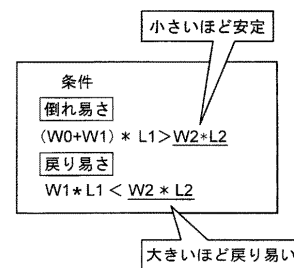 小さいほど安定
条件
倒れ易さ
(W0+W1) * L1>W2*L2
戻り易さ
W1*L1 < W2 * L2
大きいほど戻り易い